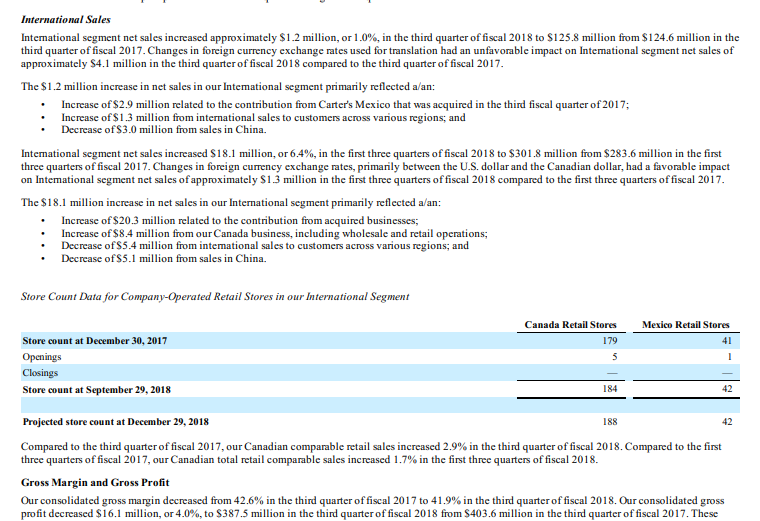 International Sales
International segment net sales increased approximately $1.2 million, or 1.0%, in the third quarter of fiscal 2018 to $125.8 million from $124.6 million in the
third quarter of fiscal 2017. Changes in foreign currency exchange rates used for translation had an unfavorable impact on International segment net sales of
approximately $4.1 million in the third quarter of fiscal 2018 compared to the third quarter of fiscal 2017.
The $1.2 million increase in net sales in our International segment primarily reflected a/an:
• Increase of $2.9 million related to the contribution from Carter's Mexico that was acquired in the third fiscal quarter of 2017;
• Increase of $1.3 million from international sales to customers across various regions; and
• Decrease of $3.0 million from sales in China.
International segment net sales increased $18.1 million, or 6.4%, in the first three quarters of fiscal 2018 to $301.8 million from $283.6 million in the first
three quarters of fiscal 2017. Changes in foreign currency exchange rates, primarily between the U.S. dollar and the Canadian dollar, had a favorable impact
on International segment net sales of approximately $1.3 million in the first three quarters of fiscal 2018 compared to the first three quarters of fiscal 2017.
The $18.1 million increase in net sales in our International segment primarily reflected a/an:
• Increase of $20.3 million related to the contribution from acquired businesses;
• Increase of $8.4 million from our Canada business, including wholesale and retail operations;
• Decrease of $5.4 million from international sales to customers across various regions; and
• Decrease of $5.1 million from sales in China.
Store Count Data for Company-Operated Retail Stores in our International Segment
Canada Retail Stores Mexico Retail Stores
Store count at December 30, 2017 179 41
Openings 5 1
Closings — —
Store count at September 29, 2018 184 42
Projected store count at December 29, 2018 188 42
Compared to the third quarter of fiscal 2017, our Canadian comparable retail sales increased 2.9% in the third quarter of fiscal 2018. Compared to the first
three quarters of fiscal 2017, our Canadian total retail comparable sales increased 1.7% in the first three quarters of fiscal 2018.
Gross Margin and Gross Profit
Our consolidated gross margin decreased from 42.6% in the third quarter of fiscal 2017 to 41.9% in the third quarter of fiscal 2018. Our consolidated gross
profit decreased $16.1 million, or 4.0%, to $387.5 million in the third quarter of fiscal 2018 from $403.6 million in the third quarter of fiscal 2017. These